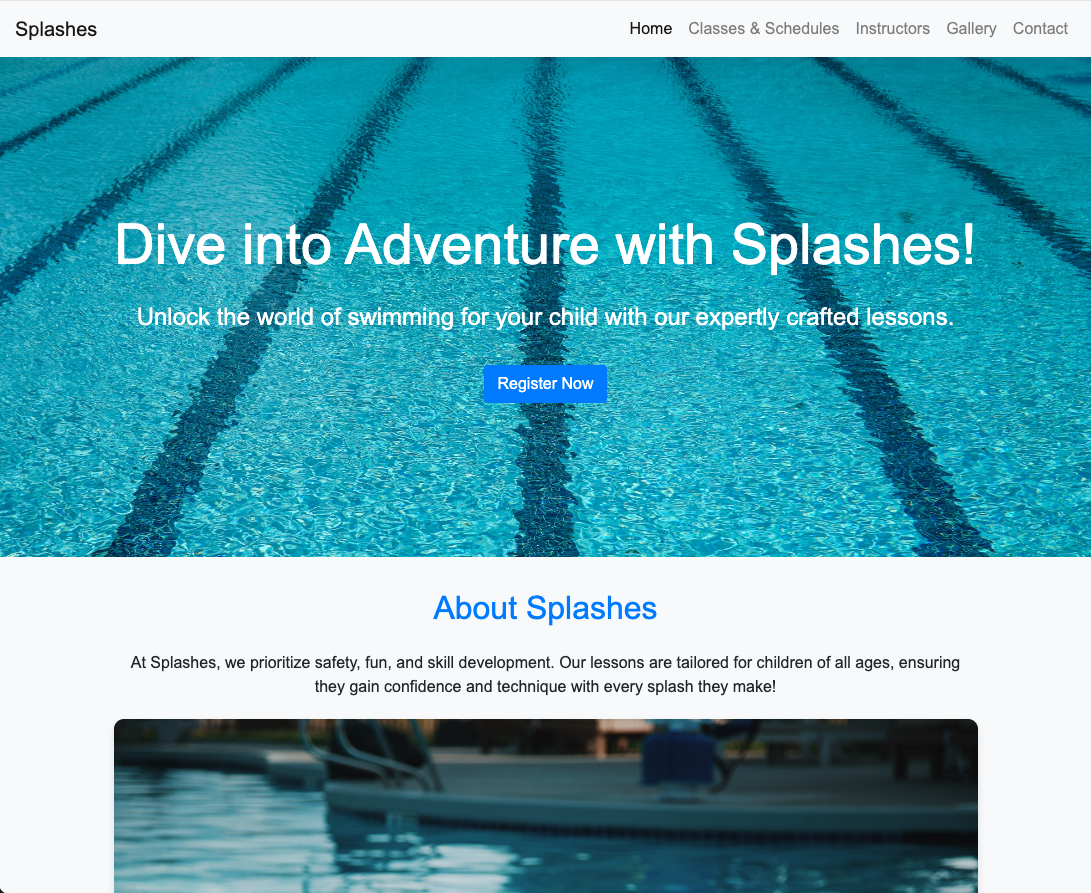 Splashes
Home Classes & Schedules Instructors Gallery Contact
Dive into Adventure with Splashes!
Unlock the world of swimming for your child with our expertly crafted lessons.
Register Now
About Splashes
At Splashes, we prioritize safety, fun, and skill development. Our lessons are tailored for children of all ages, ensuring
they gain confidence and technique with every splash they make!